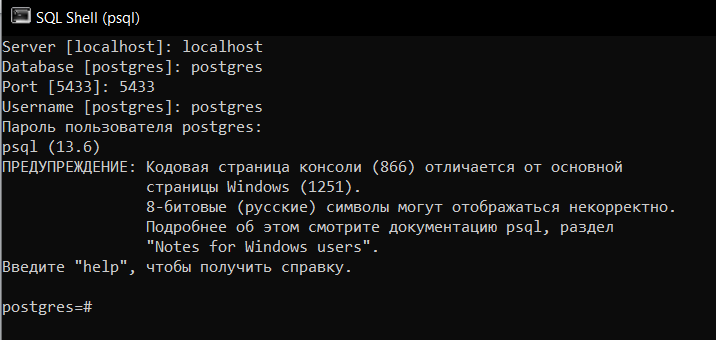 SQL Shell (psql)
Server [localhost]: localhost
Database [postgres]: postgres
Port [5433]: 5433
Username [postgres]: postgres
Пароль пользователя postgres:
psql (13.6)
ПРЕДУПРЕЖДЕНИЕ: Кодовая страница консоли (866) отличается от основной
страницы Windows (1251).
8-битовые (русские) символы могут отображаться некорректно.
Подробнее об этом смотрите документацию psql, раздел
"Notes for Windows users".
Введите "help", чтобы получить справку.
postgres=#